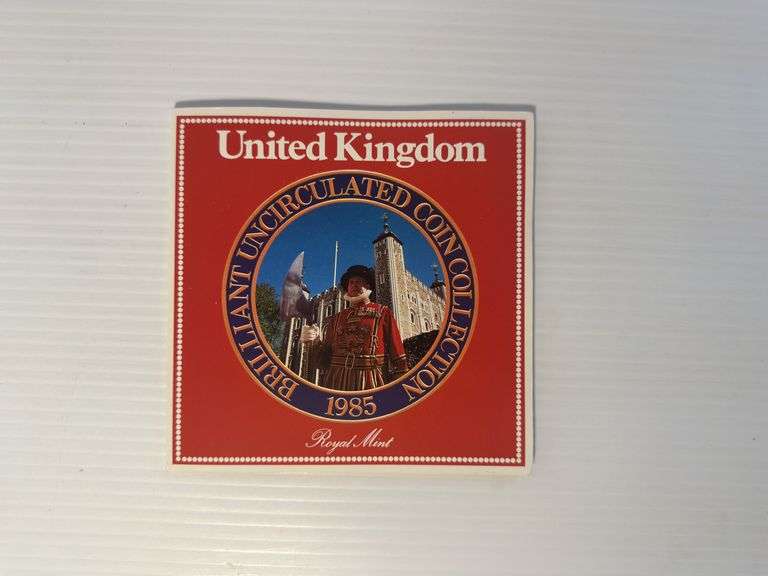 United Kingdom
BRILLIANT UNCIRCULATED COIN COLLECTION
1985
Royal Mint